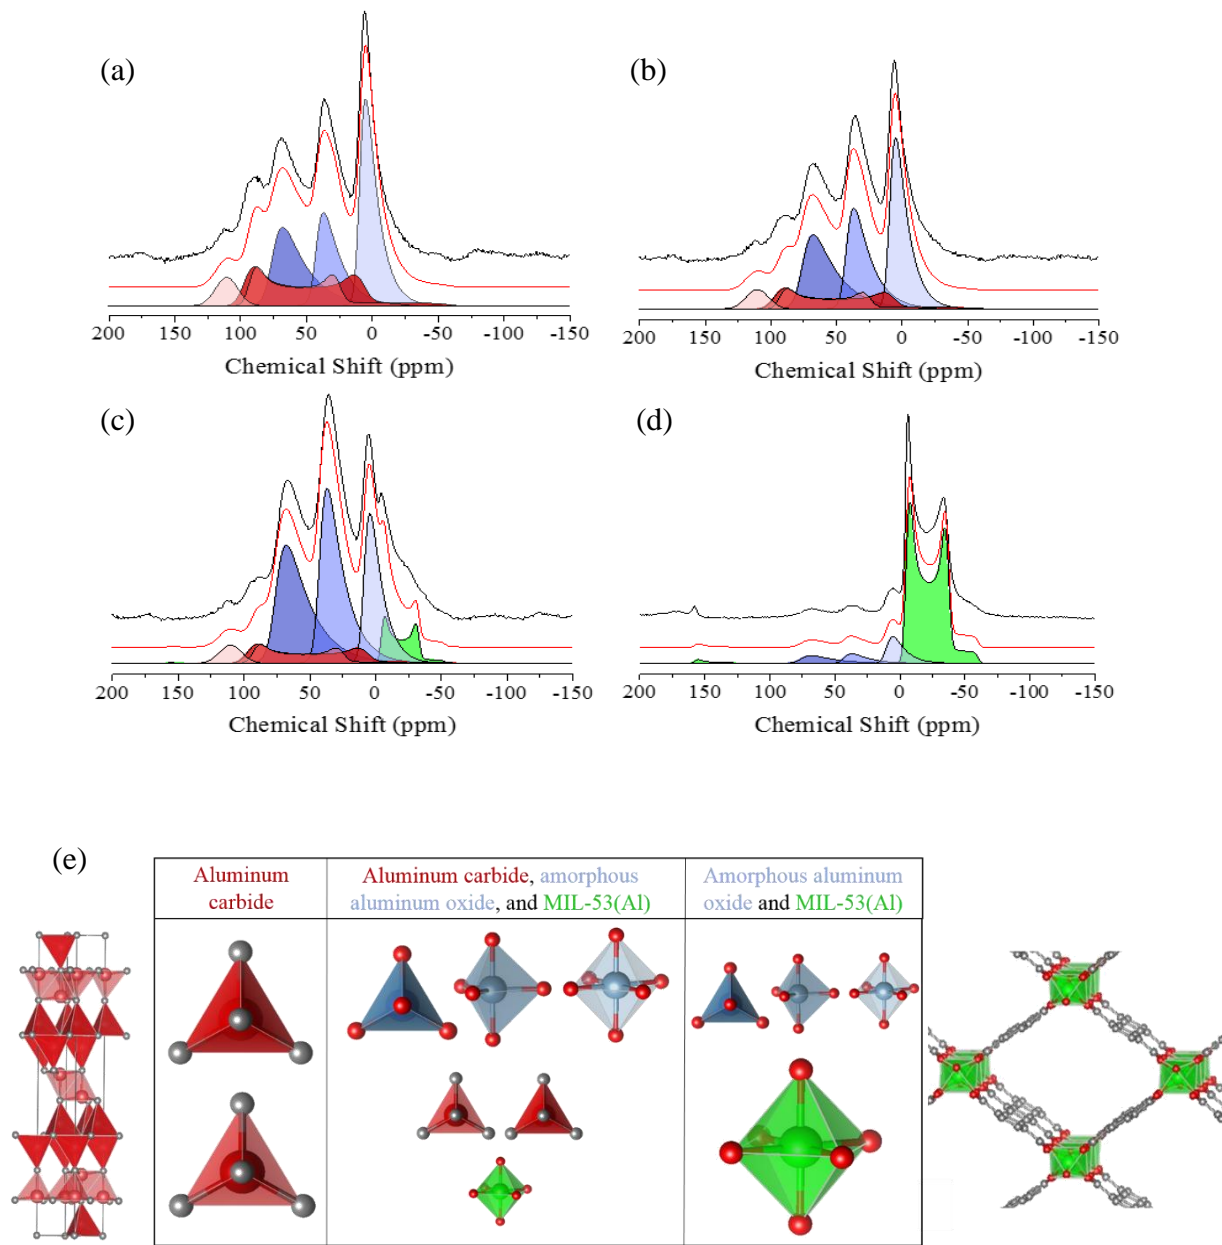 (a)
200 150 100 50 0 -50 -100 -150
Chemical Shift (ppm)
(b)
200 150 100 50 0 -50 -100 -150
Chemical Shift (ppm)
(c)
200 150 100 50 0 -50 -100 -150
Chemical Shift (ppm)
(d)
200 150 100 50 0 -50 -100 -150
Chemical Shift (ppm)
(e)
Aluminum
carbide
Aluminum carbide, amorphous
aluminum oxide, and MIL-53(Al)
Amorphous aluminum
oxide and MIL-53(Al)